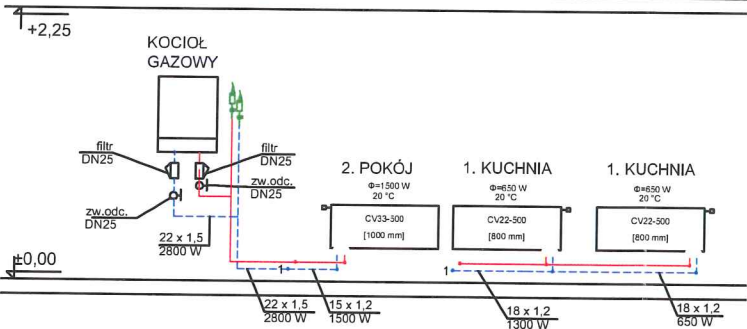 +2,25
KOCIOŁ
GAZOWY
filtr
DN25
filtr
DN25
zw.odc.
DN25
zw.odc.
DN25
22 x 1,5
2800 W
2. POKÓJ
Φ=1500 W
20 °C
CV33-500
[1000 mm]
1. KUCHNIA
Φ=650 W
20 °C
CV22-500
[800 mm]
1. KUCHNIA
Φ=650 W
20 °C
CV22-500
[800 mm]
±0,00
1
1
22 x 1,5
2800 W
15 x 1,2
1500 W
18 x 1,2
1300 W
18 x 1,2
650 W